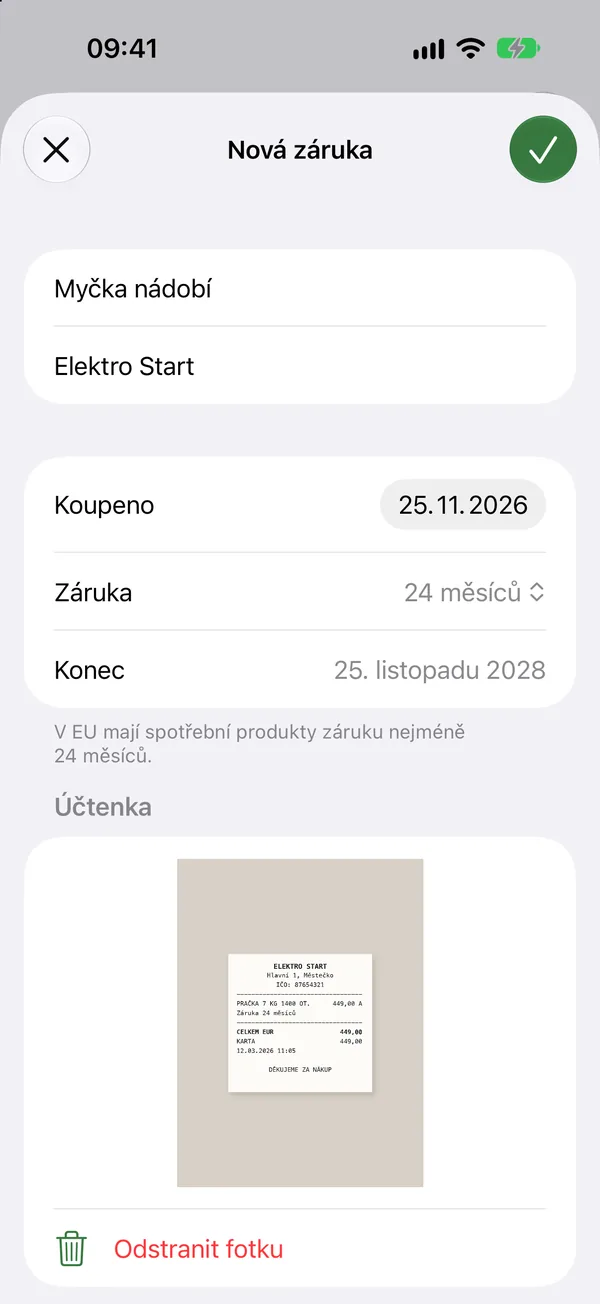 09:41
Nová záruka
Myčka nádobí
Elektro Start
Koupeno 25. 11. 2026
Záruka 24 měsíců
Konec 25. listopadu 2028
V EU mají spotřební produkty záruku nejméně
24 měsíců.
Účtenka
ELEKTRO START
Hlavní 1, Městečko
IČO: 87654321
PRAČKA 7 KG 1400 OT. 449,00 A
Záruka 24 měsíců
CELKEM EUR 449,00
KARTA 449,00
12.03.2026 11:05
DĚKUJEME ZA NÁKUP
Odstranit fotku